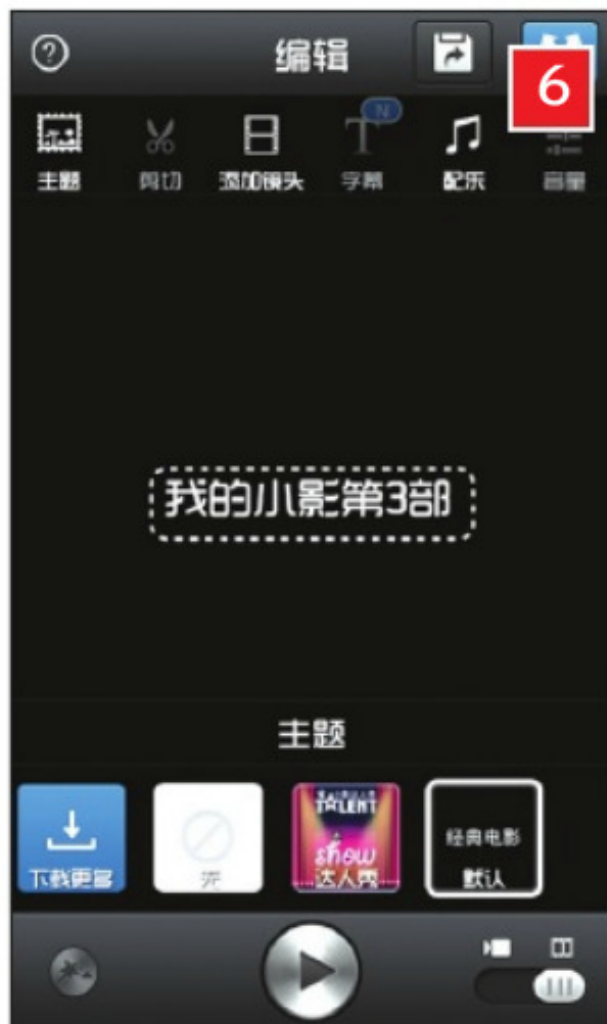 编辑
6
主题 剪切 添加镜头 字幕 N 配乐 音量
我的小影第3部
主题
TALENT
show
经典电影
下载更多 无 达人秀 默认